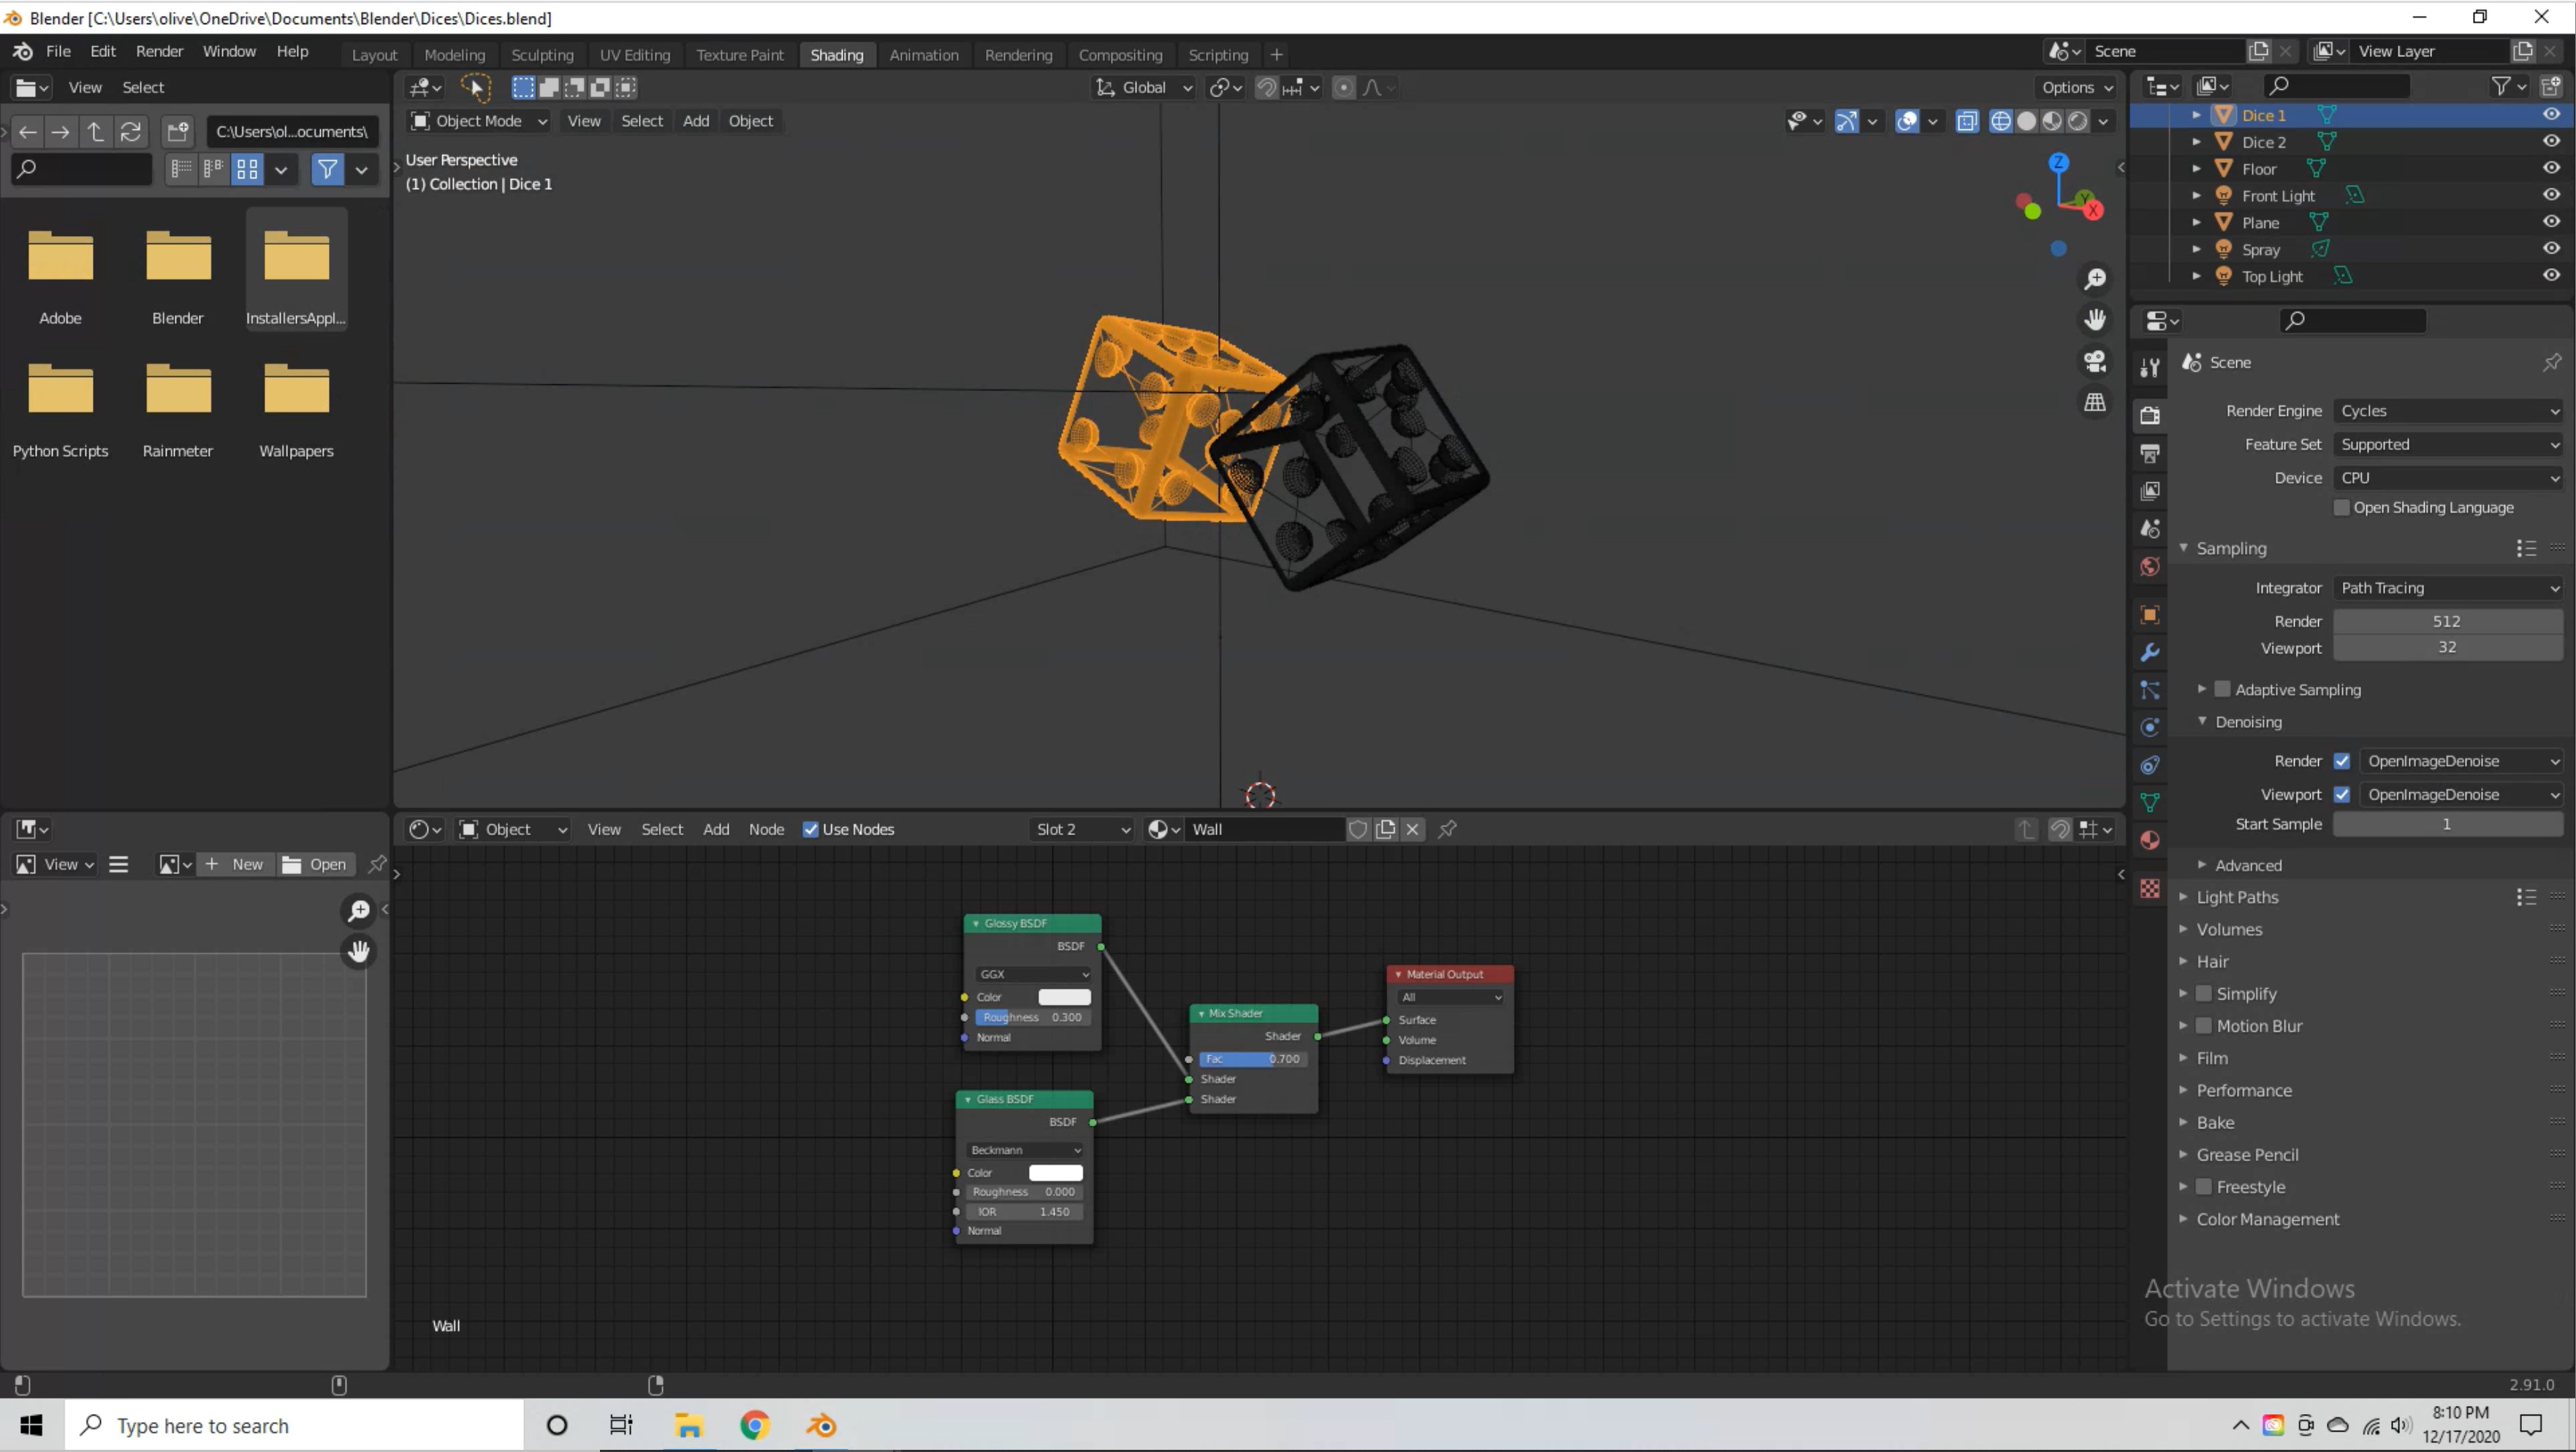 Blender [C:\Users\olive\OneDrive\Documents\Blender\Dices\Dices.blend]
File Edit Render Window Help Layout Modeling Sculpting UV Editing Texture Paint Shading Animation Rendering Compositing Scripting + Scene View Layer
View Select
C:\Users\ol...ocuments\
Adobe Blender InstallersAppl...
Python Scripts Rainmeter Wallpapers
Global Options
Object Mode View Select Add Object
User Perspective
(1) Collection | Dice 1
Z
Y
X
Dice 1
Dice 2
Floor
Front Light
Plane
Spray
Top Light
Scene
Render Engine Cycles
Feature Set Supported
Device CPU
Open Shading Language
Sampling
Integrator Path Tracing
Render 512
Viewport 32
Adaptive Sampling
Denoising
Render OpenImageDenoise
Viewport OpenImageDenoise
Start Sample 1
Advanced
Light Paths
Volumes
Hair
Simplify
Motion Blur
Film
Performance
Bake
Grease Pencil
Freestyle
Color Management
View + New Open
Object View Select Add Node Use Nodes Slot 2 Wall
Glossy BSDF
BSDF
GGX
Color
Roughness 0.300
Normal
Glass BSDF
BSDF
Beckmann
Color
Roughness 0.000
IOR 1.450
Normal
Mix Shader
Shader
Fac 0.700
Shader
Shader
Material Output
All
Surface
Volume
Displacement
Wall
Activate Windows
Go to Settings to activate Windows.
2.91.0
Type here to search
8:10 PM
12/17/2020